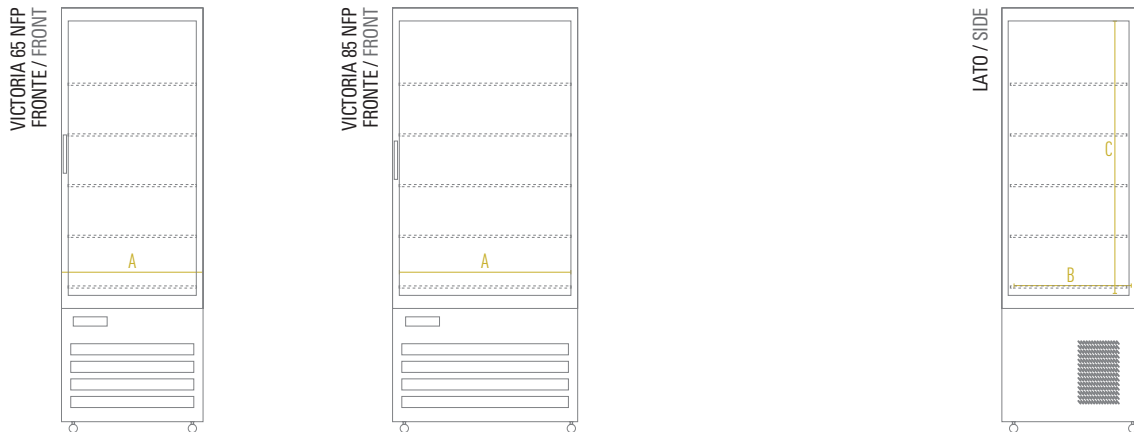 VICTORIA 65 NFP
FRONTE / FRONT
A
VICTORIA 85 NFP
FRONTE / FRONT
A
LATO / SIDE
C
B